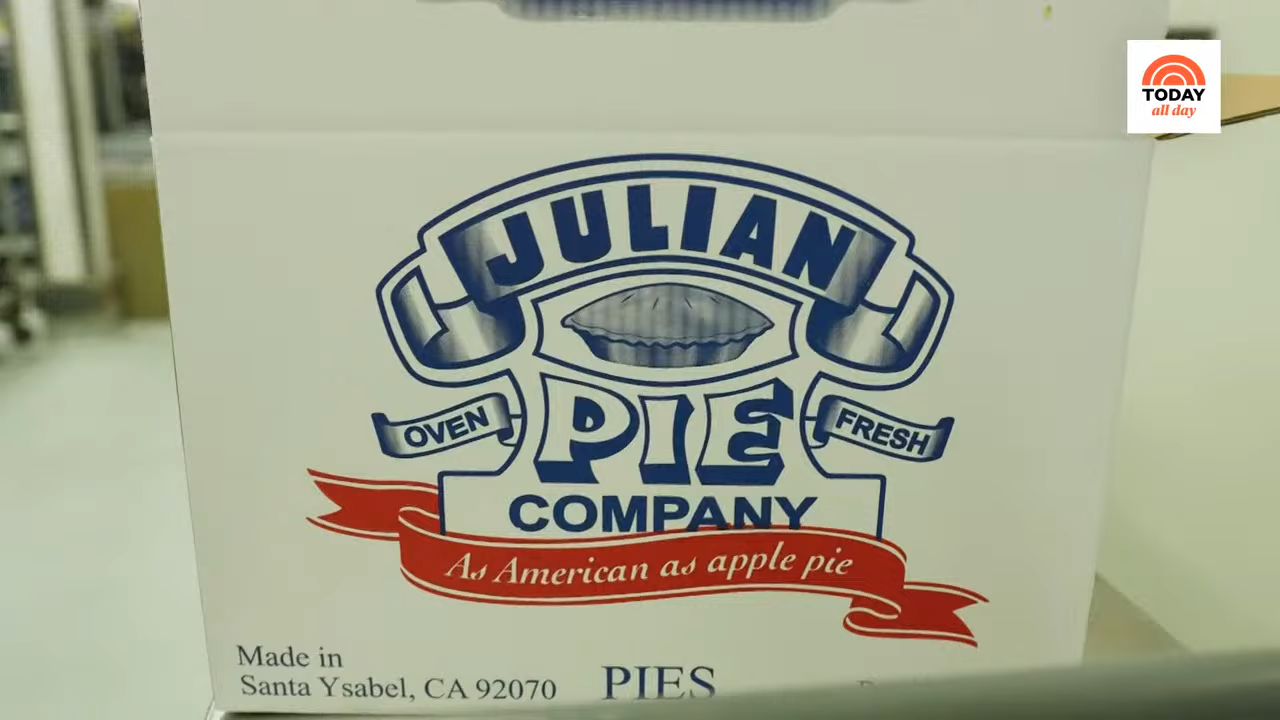 TODAY
all day
JULIAN
PIE
OVEN
FRESH
COMPANY
As American as apple pie
Made in
Santa Ysabel, CA 92070
PIES